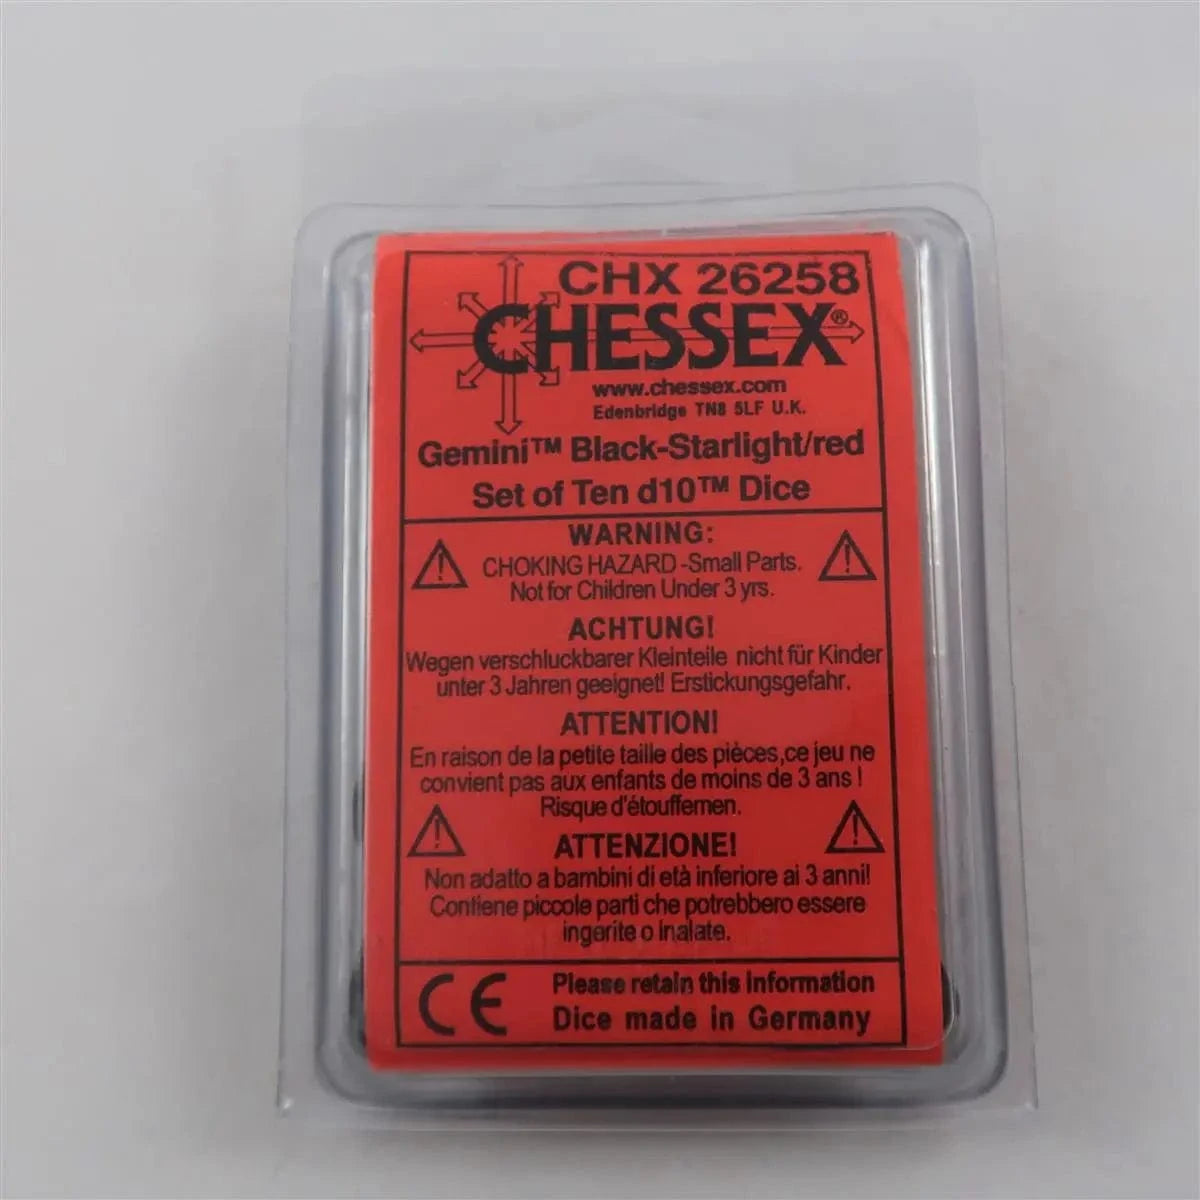 CHX 26258
CHESSEX®
www.chessex.com
Edenbridge TN8 5LF U.K.
Gemini™ Black-Starlight/red
Set of Ten d10™ Dice
WARNING:
CHOKING HAZARD -Small Parts.
Not for Children Under 3 yrs.
ACHTUNG!
Wegen verschluckbarer Kleinteile nicht für Kinder
unter 3 Jahren geeignet! Erstickungsgefahr.
ATTENTION!
En raison de la petite taille des pièces,ce jeu ne
convient pas aux enfants de moins de 3 ans !
Risque d'étouffemen.
ATTENZIONE!
Non adatto a bambini di età inferiore ai 3 anni!
Contiene piccole parti che potrebbero essere
ingerite o inalate.
CE
Please retain this information
Dice made in Germany